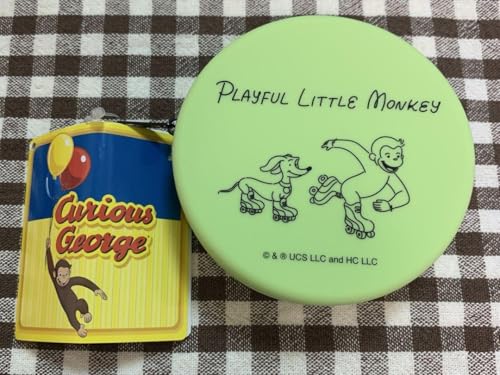 PLAYFUL LITTLE MONKEY
© & ® UCS LLC and HC LLC
Curious
George